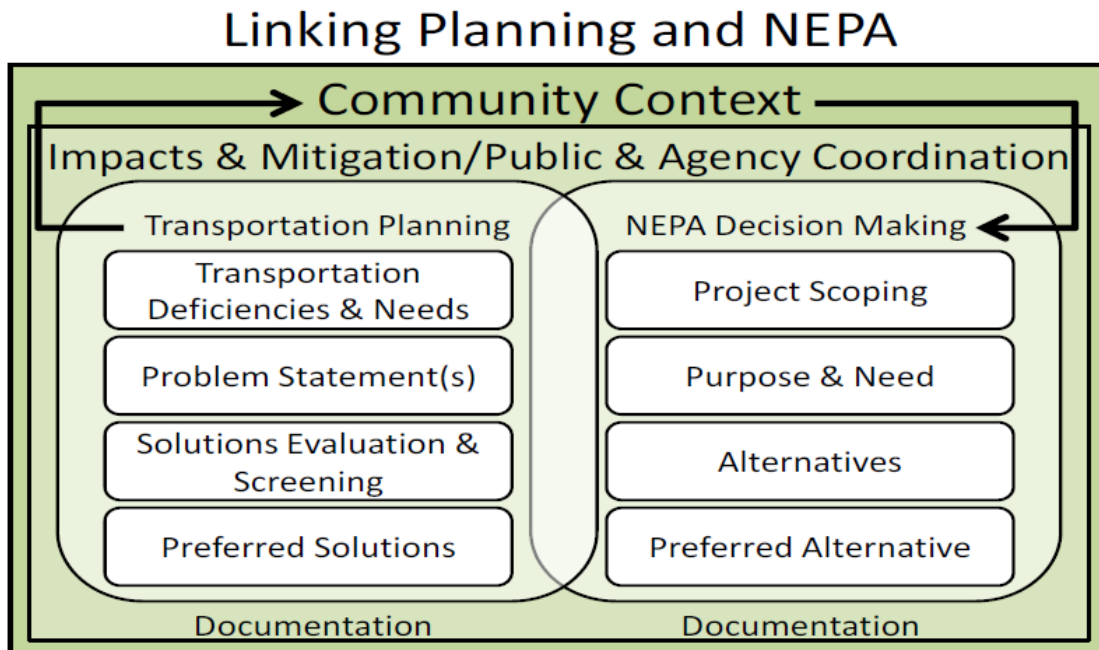 Linking Planning and NEPA
Community Context
Impacts & Mitigation/Public & Agency Coordination
Transportation Planning
Transportation
Deficiencies & Needs
Problem Statement(s)
Solutions Evaluation &
Screening
Preferred Solutions
Documentation
NEPA Decision Making
Project Scoping
Purpose & Need
Alternatives
Preferred Alternative
Documentation